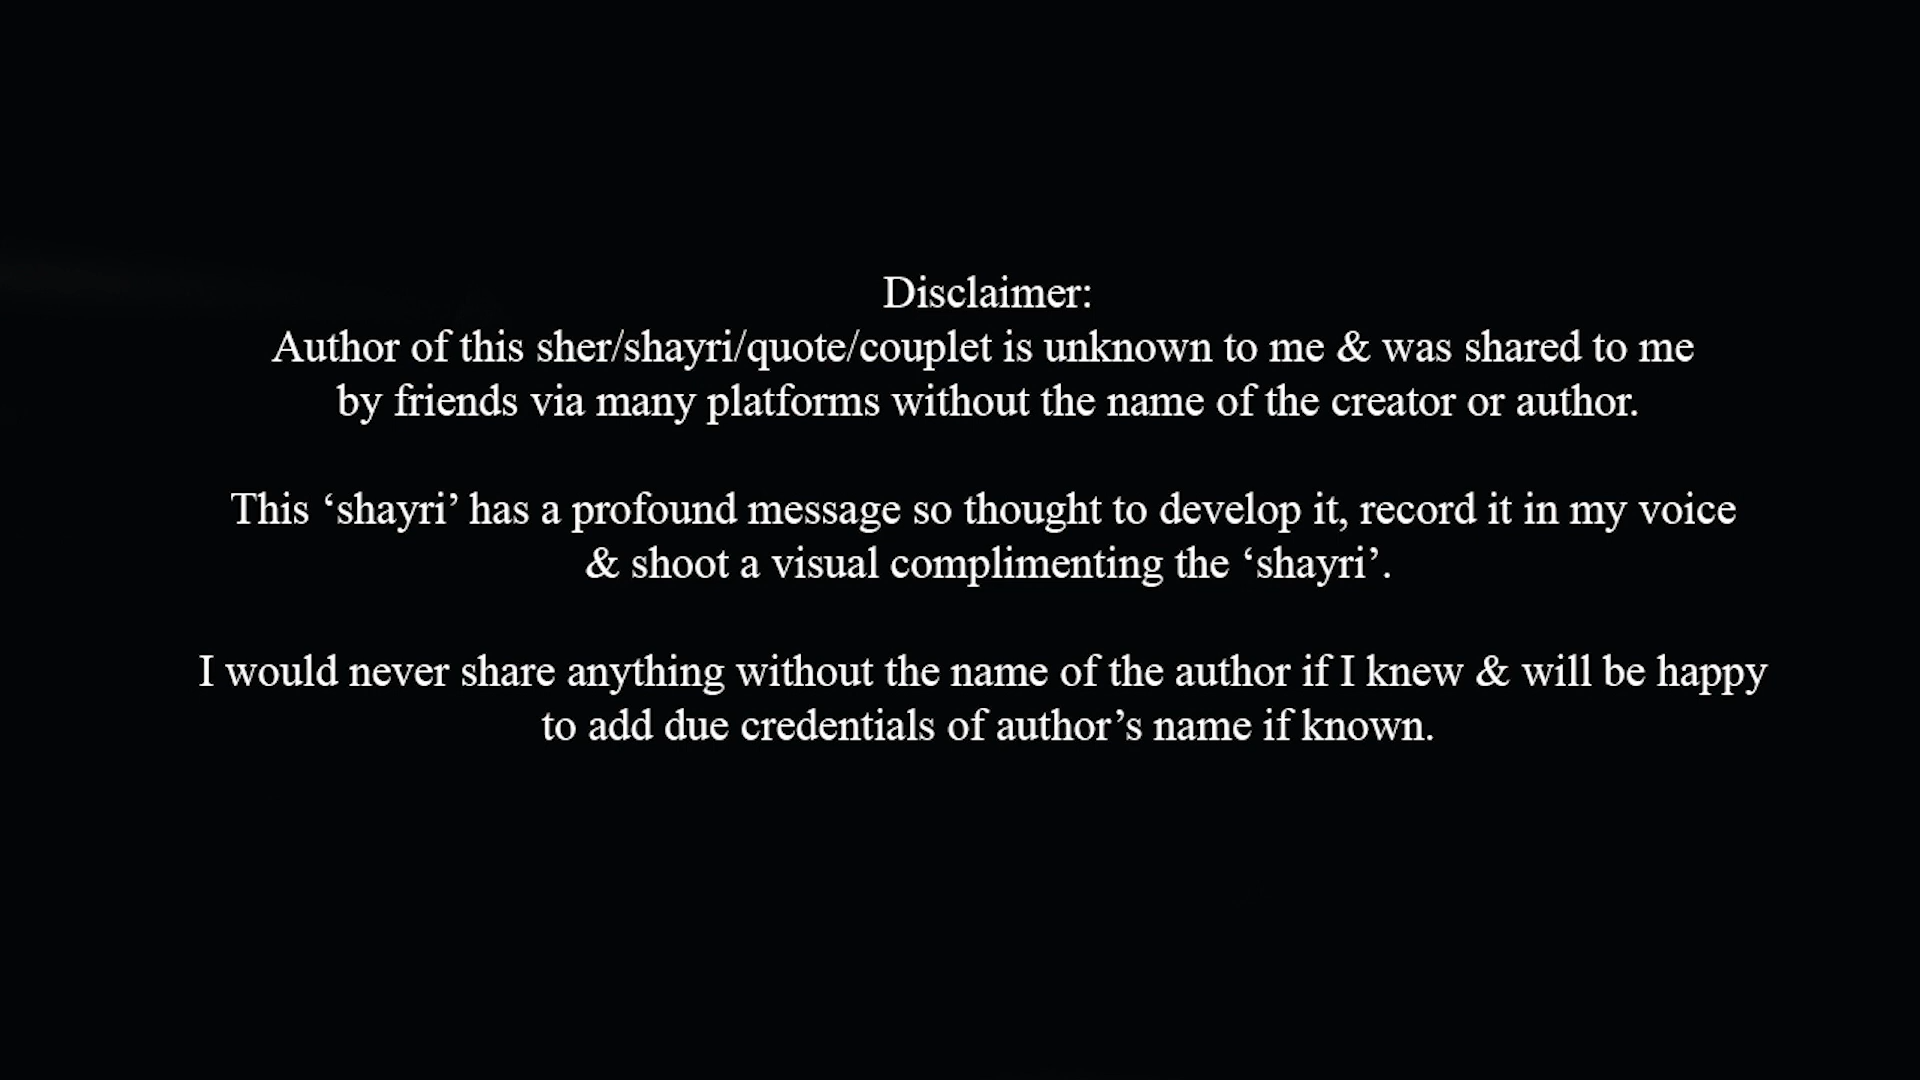 Disclaimer:
Author of this sher/shayri/quote/couplet is unknown to me & was shared to me
by friends via many platforms without the name of the creator or author.
This ‘shayri’ has a profound message so thought to develop it, record it in my voice
& shoot a visual complimenting the ‘shayri’.
I would never share anything without the name of the author if I knew & will be happy
to add due credentials of author’s name if known.